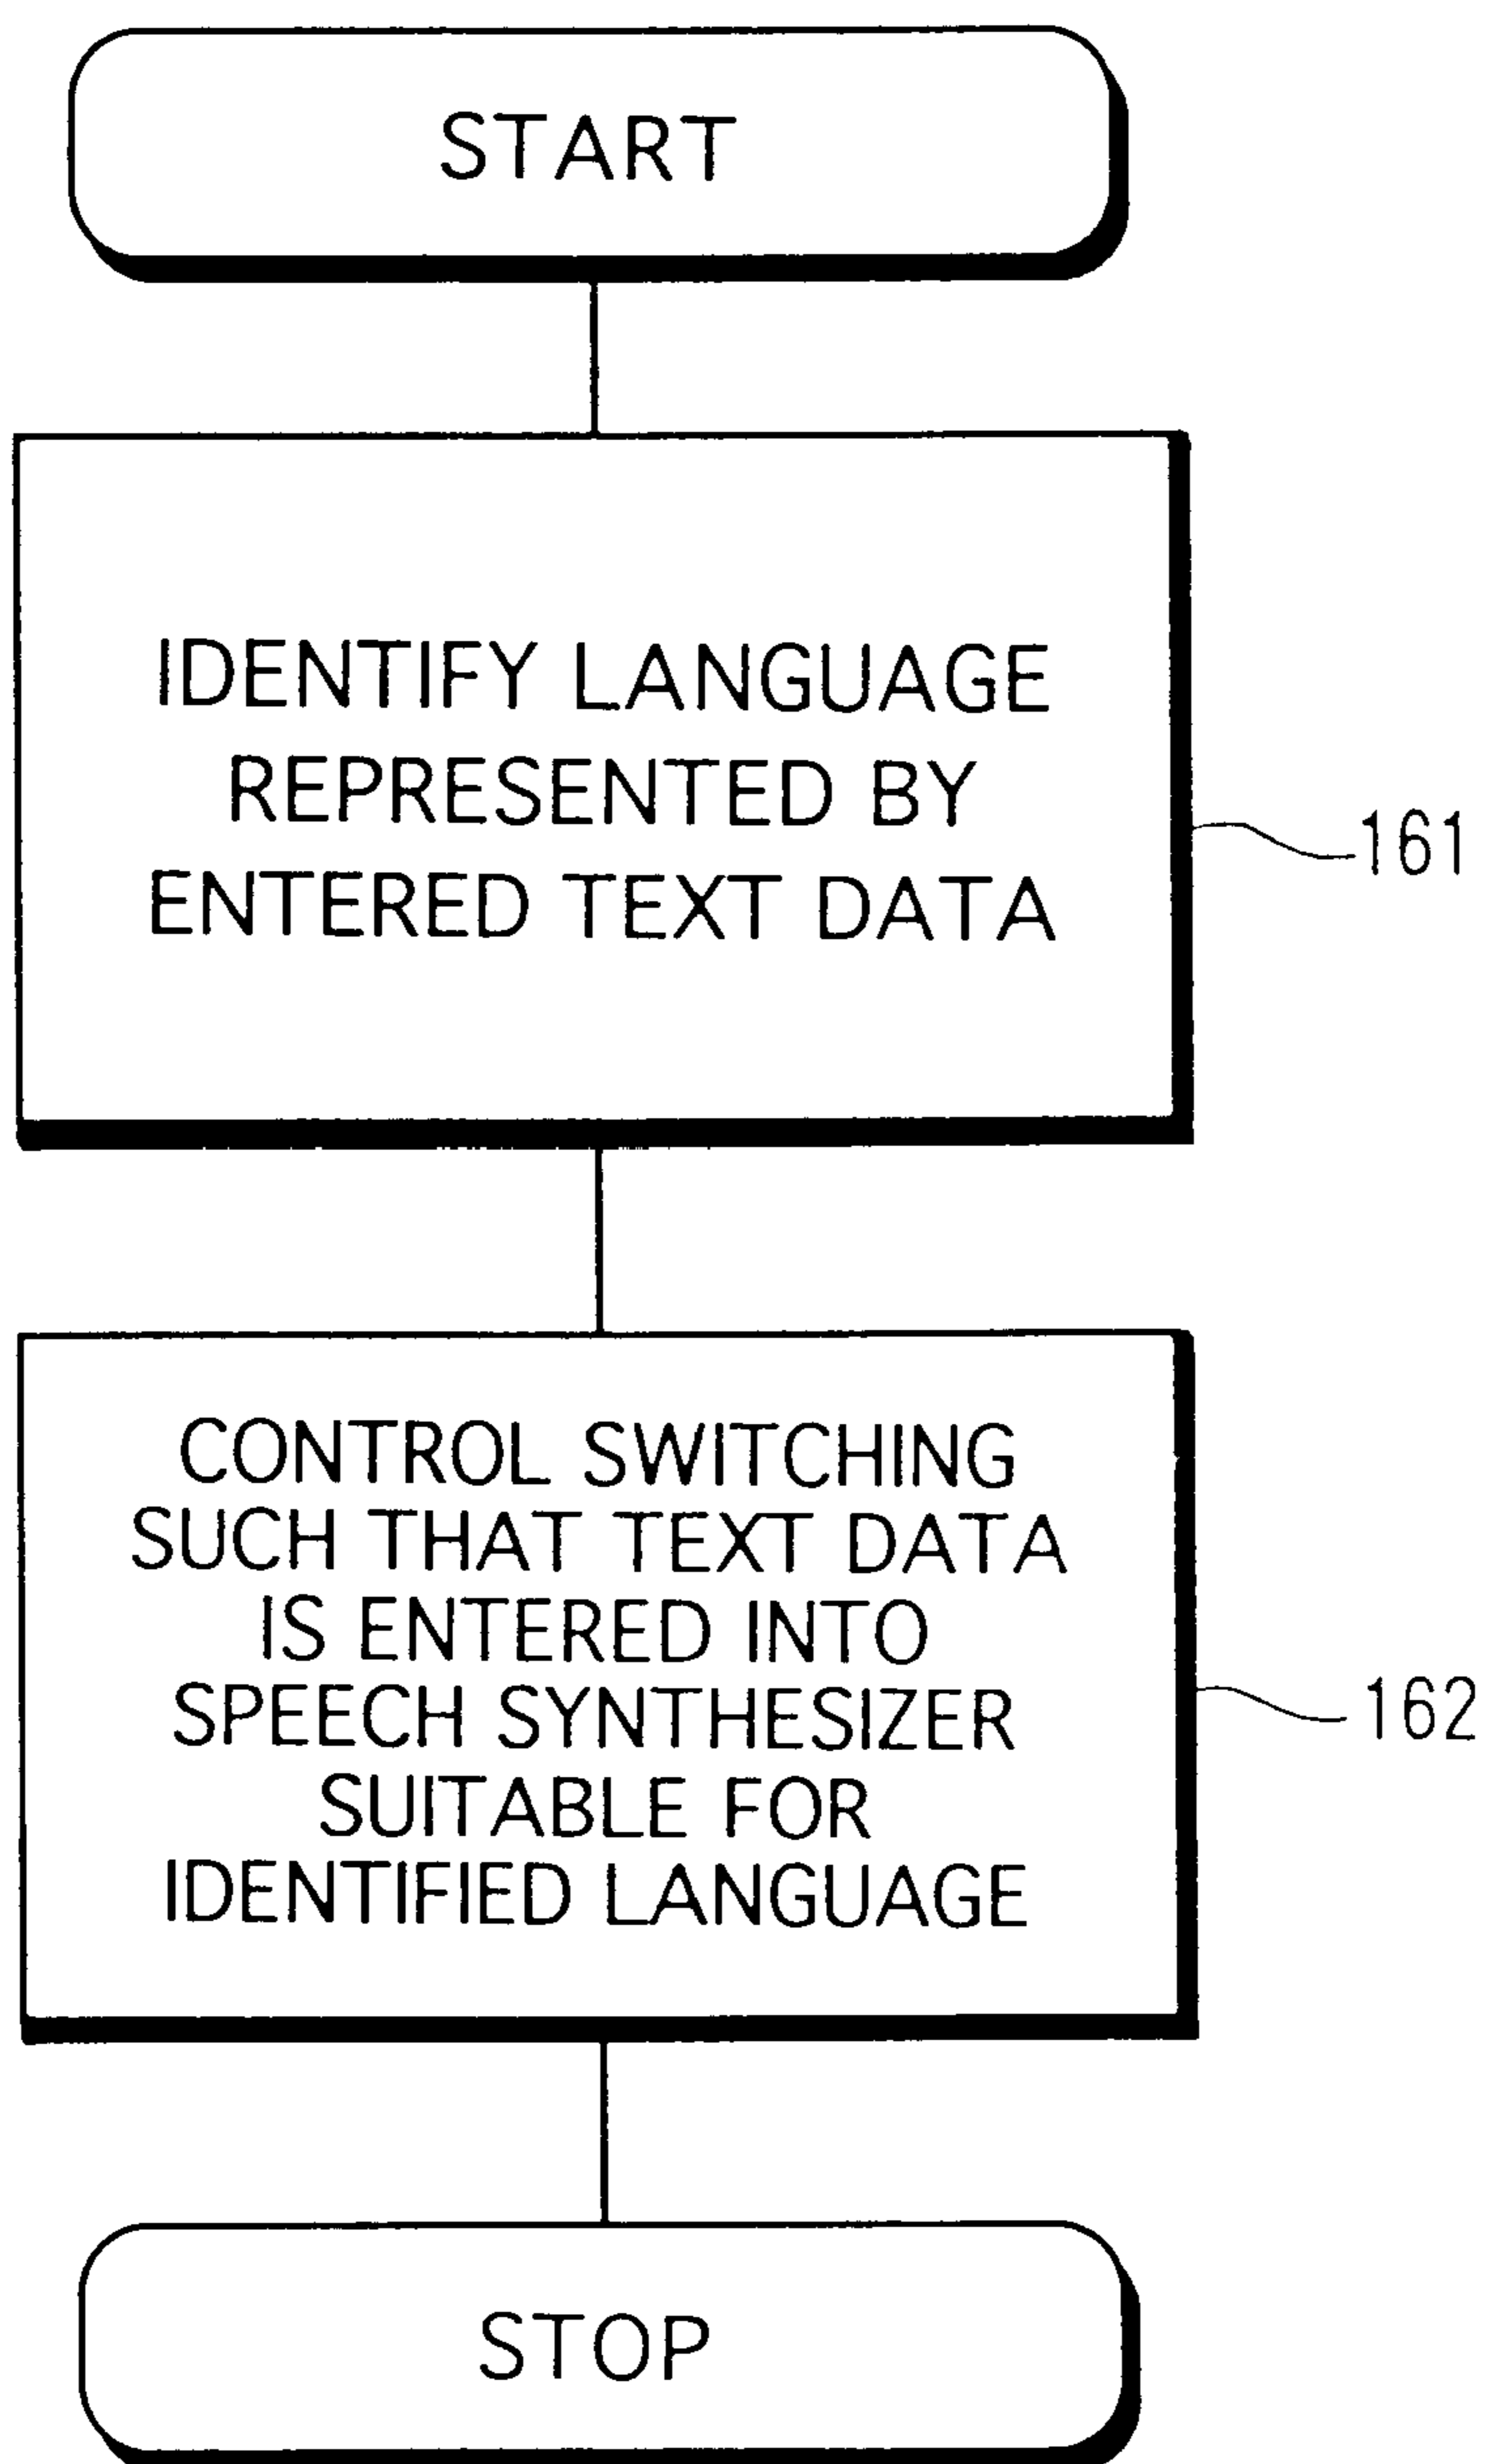 START
IDENTIFY LANGUAGE
REPRESENTED BY
ENTERED TEXT DATA
161
CONTROL SWITCHING
SUCH THAT TEXT DATA
IS ENTERED INTO
SPEECH SYNTHESIZER
SUITABLE FOR
IDENTIFIED LANGUAGE
162
STOP